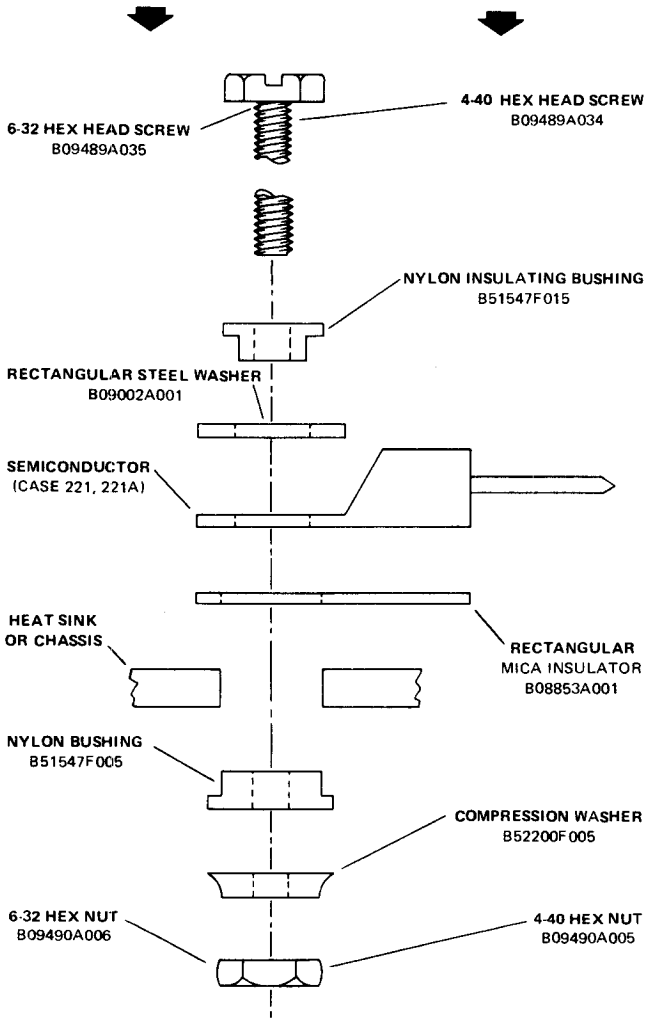 6-32 HEX HEAD SCREW
B09489A035
4-40 HEX HEAD SCREW
B09489A034
NYLON INSULATING BUSHING
B51547F015
RECTANGULAR STEEL WASHER
B09002A001
SEMICONDUCTOR
(CASE 221, 221A)
HEAT SINK
OR CHASSIS
RECTANGULAR
MICA INSULATOR
B08853A001
NYLON BUSHING
B51547F005
COMPRESSION WASHER
B52200F005
6-32 HEX NUT
B09490A006
4-40 HEX NUT
B09490A005